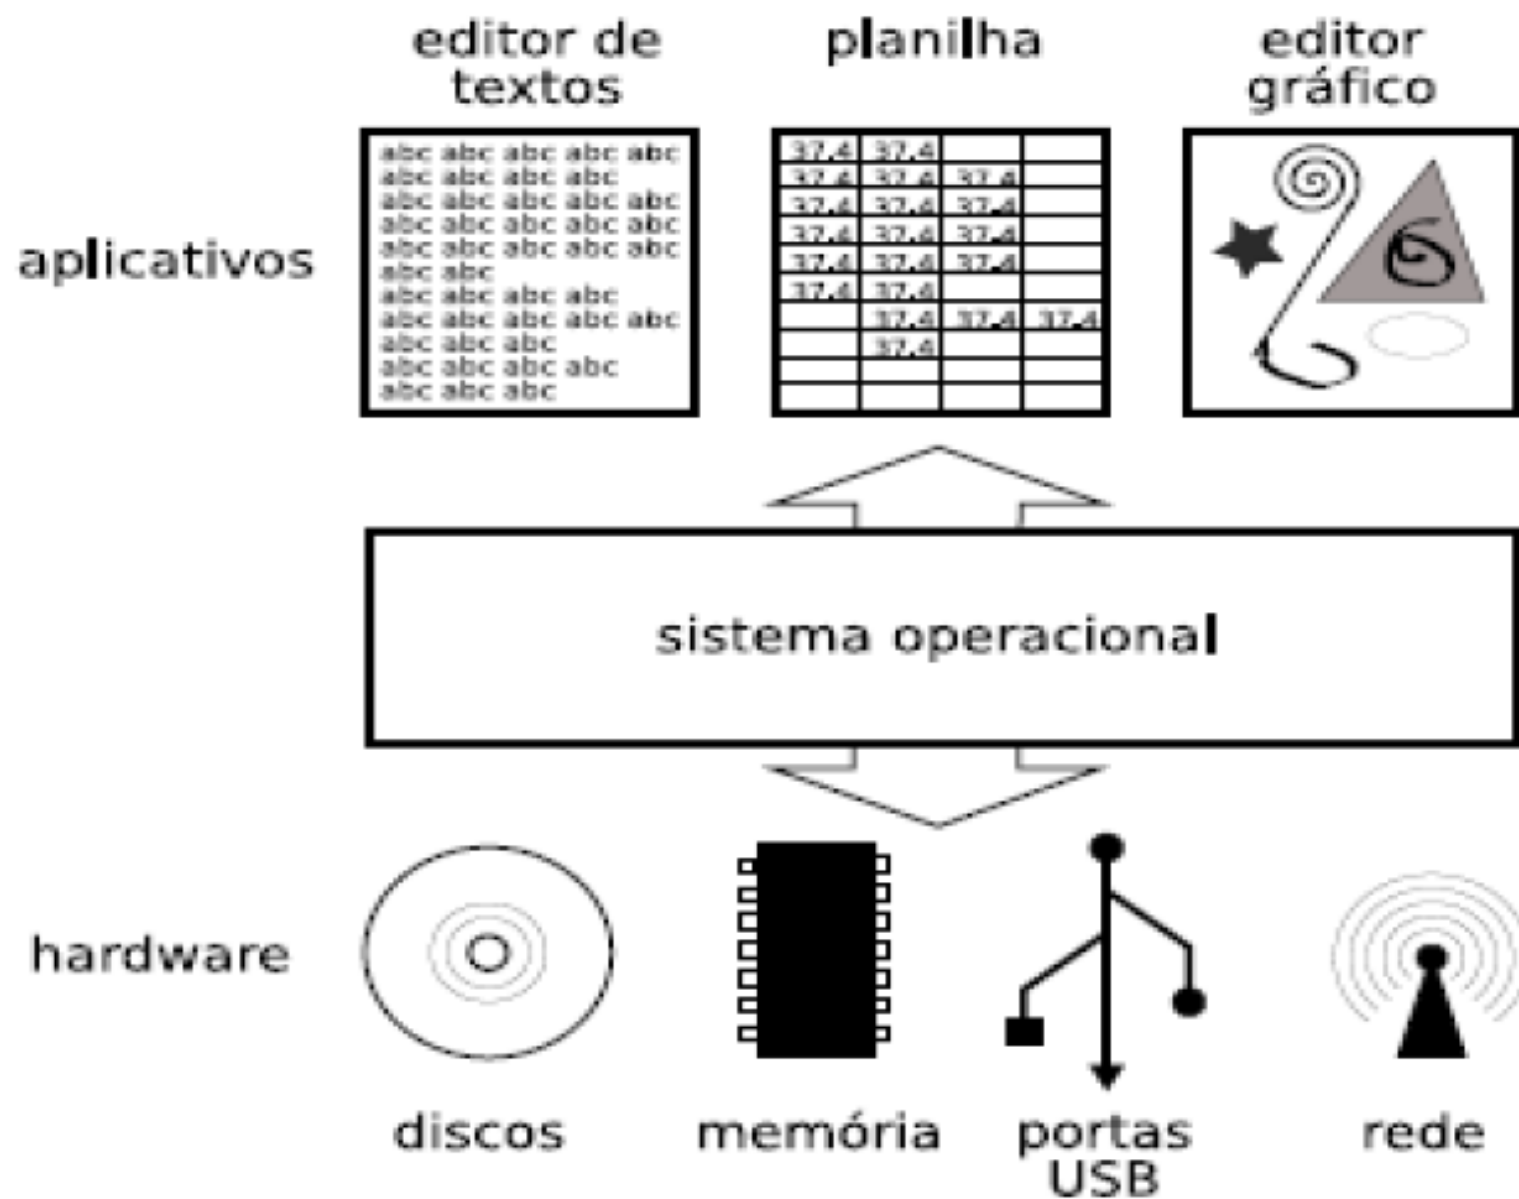 editor de
textos
planilha
editor
gráfico
aplicativos
abc abc abc abc abc
abc abc abc abc
abc abc abc abc abc
abc abc abc abc abc
abc abc abc abc abc
abc abc
abc abc abc abc
abc abc abc abc abc
abc abc abc
abc abc abc abc
abc abc abc
37.4 37.4
37.4 37.4 37.4
37.4 37.4 37.4
37.4 37.4 37.4
37.4 37.4 37.4
37.4 37.4
37.4 37.4 37.4
37.4
sistema operacional
hardware
discos
memória
portas
USB
rede